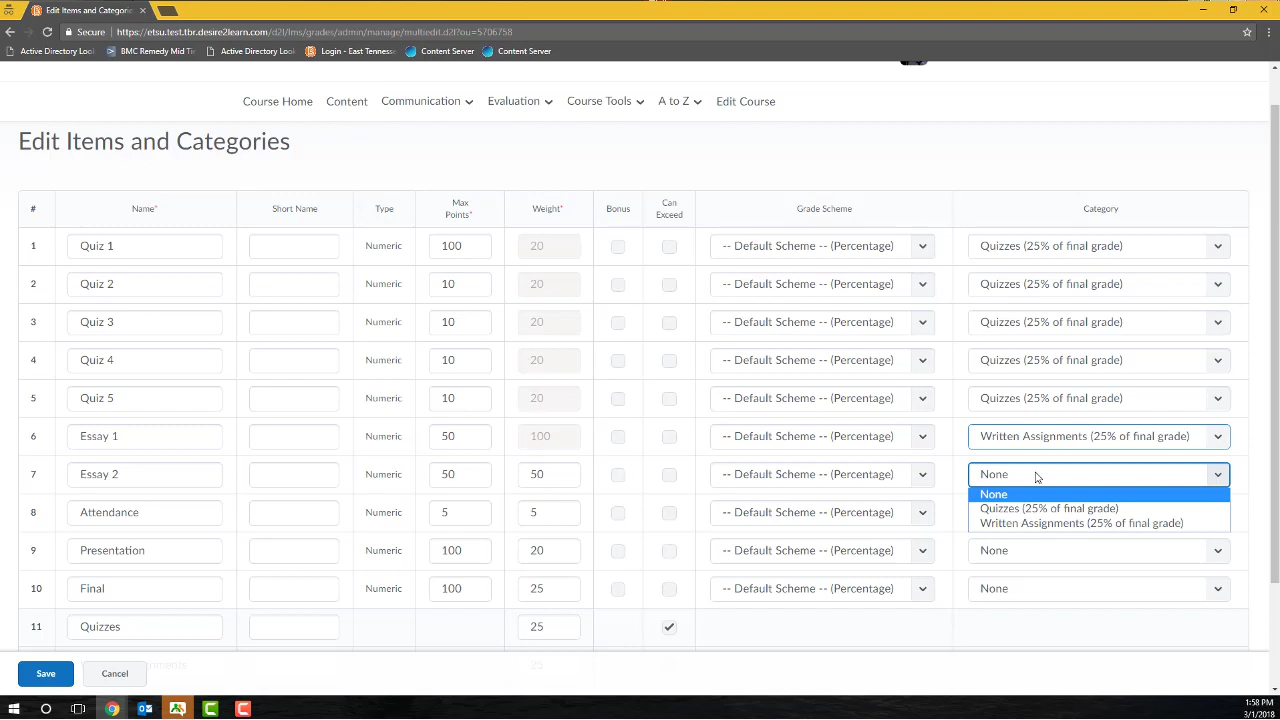 Edit Items and Categories
Secure https://etsu.test.tbr.desire2learn.com/d2l/lms/grades/admin/manage/multiedit.d2l?ou=5706758
Active Directory Look BMC Remedy Mid Tie Active Directory Look Login - East Tennesse Content Server Content Server
Course Home Content Communication Evaluation Course Tools A to Z Edit Course
Edit Items and Categories
# Name* Short Name Type Max Points* Weight* Bonus Can Exceed Grade Scheme Category
1 Quiz 1 Numeric 100 20 -- Default Scheme -- (Percentage) Quizzes (25% of final grade)
2 Quiz 2 Numeric 10 20 -- Default Scheme -- (Percentage) Quizzes (25% of final grade)
3 Quiz 3 Numeric 10 20 -- Default Scheme -- (Percentage) Quizzes (25% of final grade)
4 Quiz 4 Numeric 10 20 -- Default Scheme -- (Percentage) Quizzes (25% of final grade)
5 Quiz 5 Numeric 10 20 -- Default Scheme -- (Percentage) Quizzes (25% of final grade)
6 Essay 1 Numeric 50 100 -- Default Scheme -- (Percentage) Written Assignments (25% of final grade)
7 Essay 2 Numeric 50 50 -- Default Scheme -- (Percentage) None
None
Quizzes (25% of final grade)
Written Assignments (25% of final grade)
8 Attendance Numeric 5 5 -- Default Scheme -- (Percentage)
9 Presentation Numeric 100 20 -- Default Scheme -- (Percentage) None
10 Final Numeric 100 25 -- Default Scheme -- (Percentage) None
11 Quizzes 25
25
Save Cancel
1:58 PM
3/1/2018